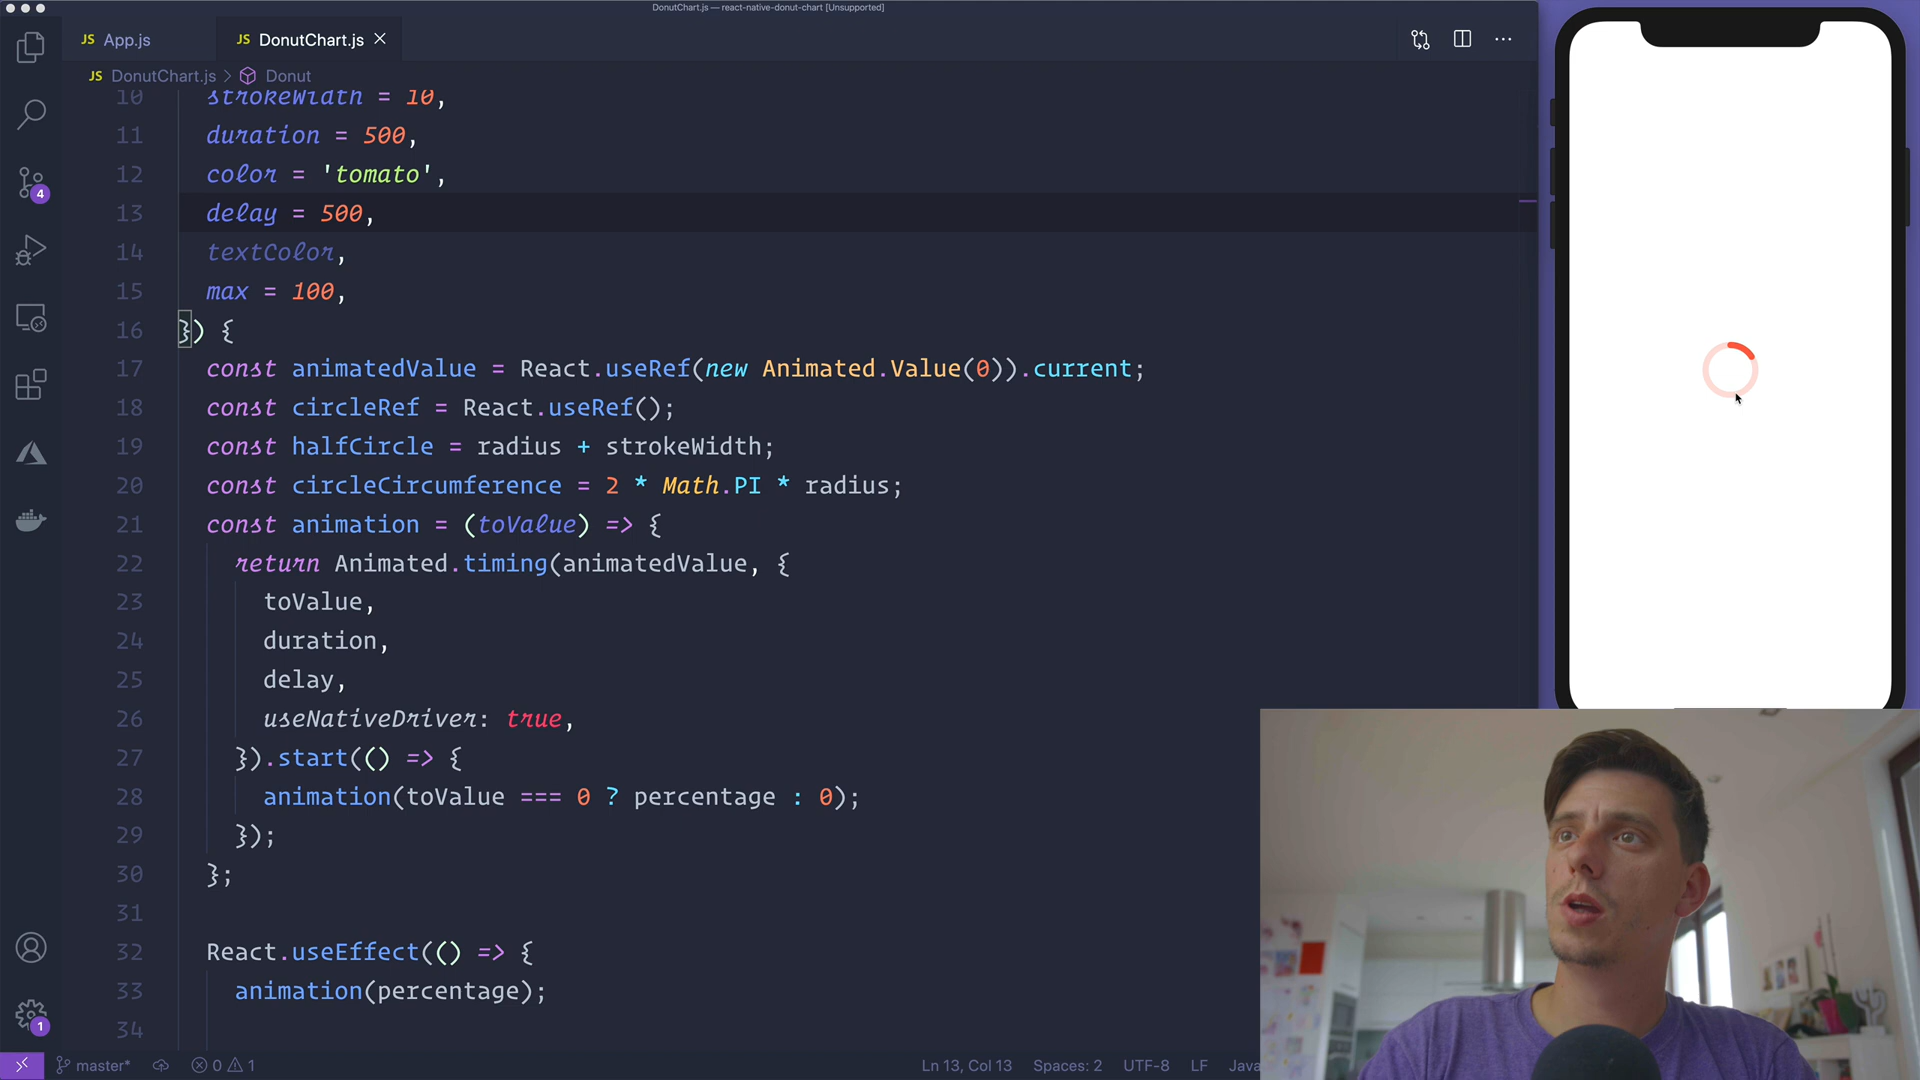 DonutChart.js — react-native-donut-chart [Unsupported]
JS App.js
JS DonutChart.js
JS DonutChart.js > Donut
10 strokeWidth = 10,
11 duration = 500,
12 color = 'tomato',
13 delay = 500,
14 textColor,
15 max = 100,
16 }) {
17 const animatedValue = React.useRef(new Animated.Value(0)).current;
18 const circleRef = React.useRef();
19 const halfCircle = radius + strokeWidth;
20 const circleCircumference = 2 * Math.PI * radius;
21 const animation = (toValue) => {
22 return Animated.timing(animatedValue, {
23 toValue,
24 duration,
25 delay,
26 useNativeDriver: true,
27 }).start(() => {
28 animation(toValue === 0 ? percentage : 0);
29 });
30 };
31
32 React.useEffect(() => {
33 animation(percentage);
34
4
1
master* 0 1 Ln 13, Col 13 Spaces: 2 UTF-8 LF Java